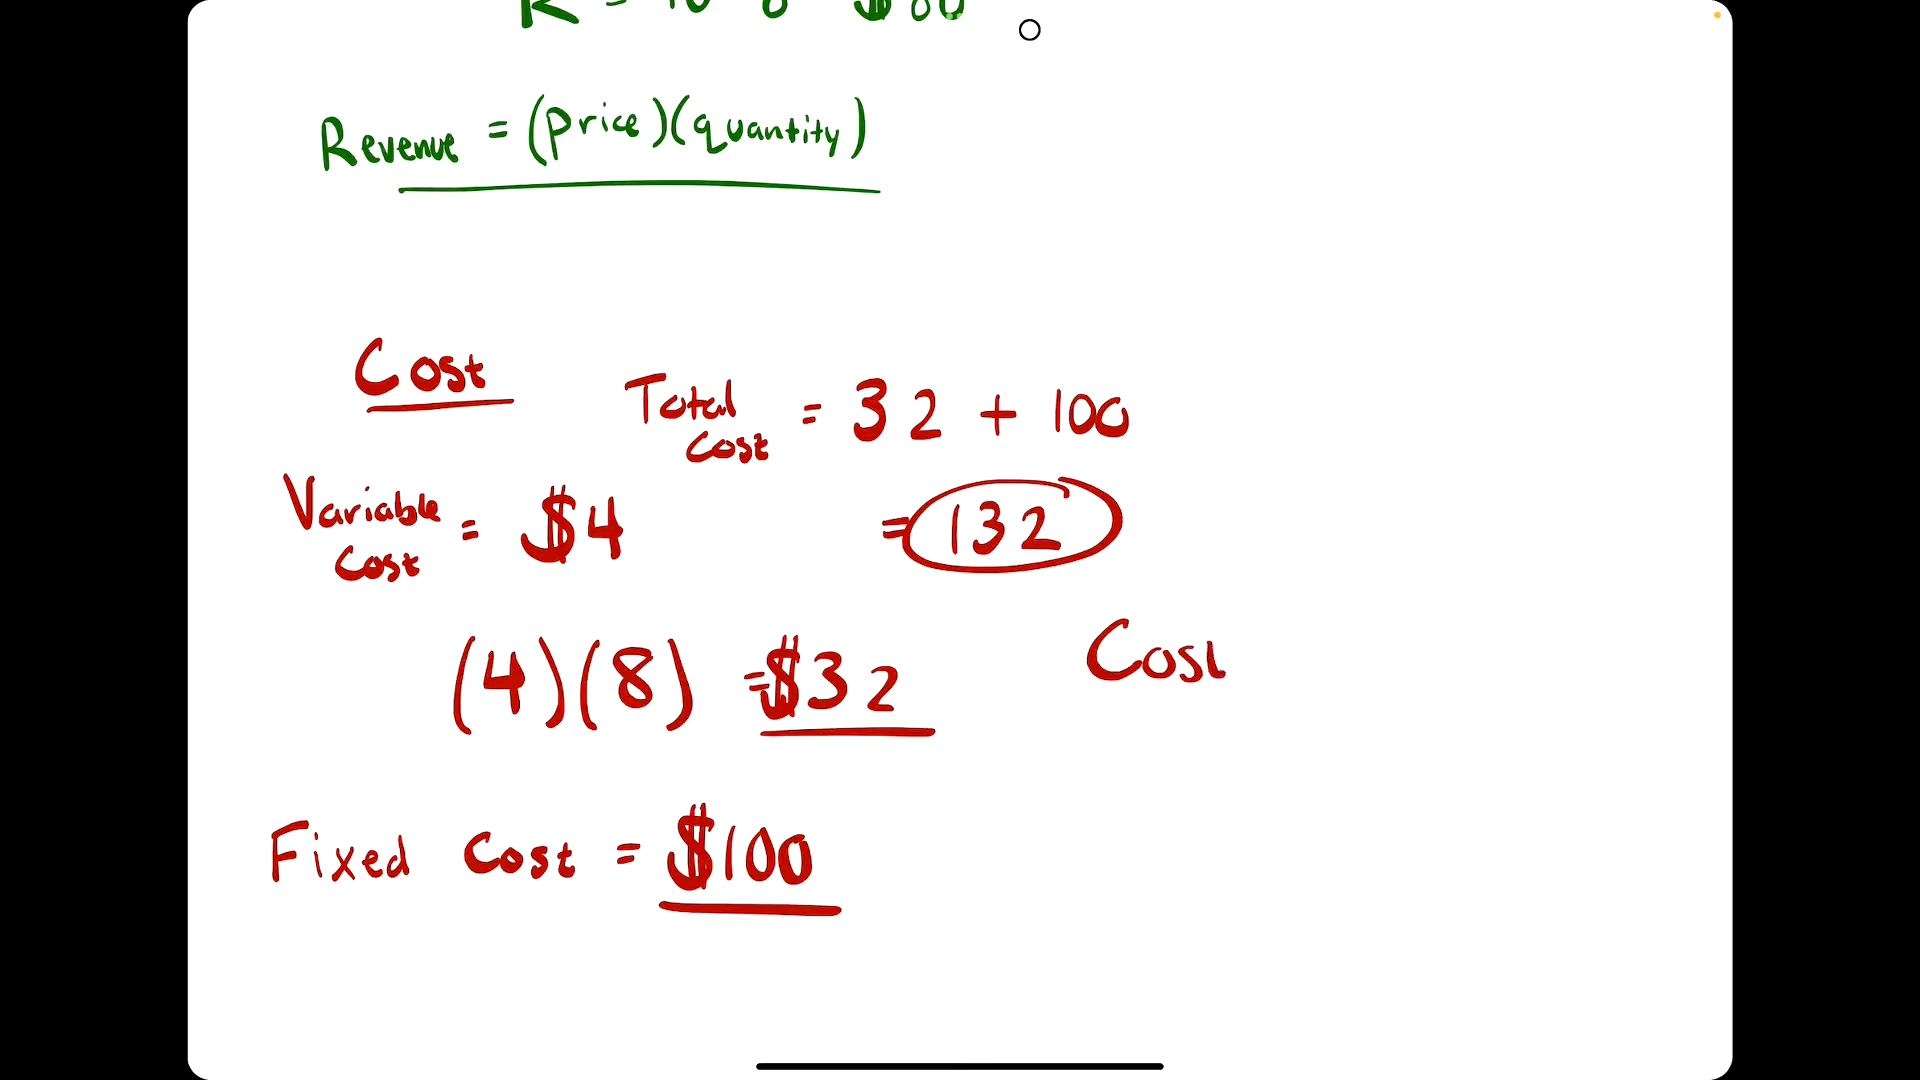 Revenue = (price)(quantity)
Cost
Total Cost = 32 + 100
Variable Cost = $4
= 132
(4)(8) = $32
Cost
Fixed Cost = $100